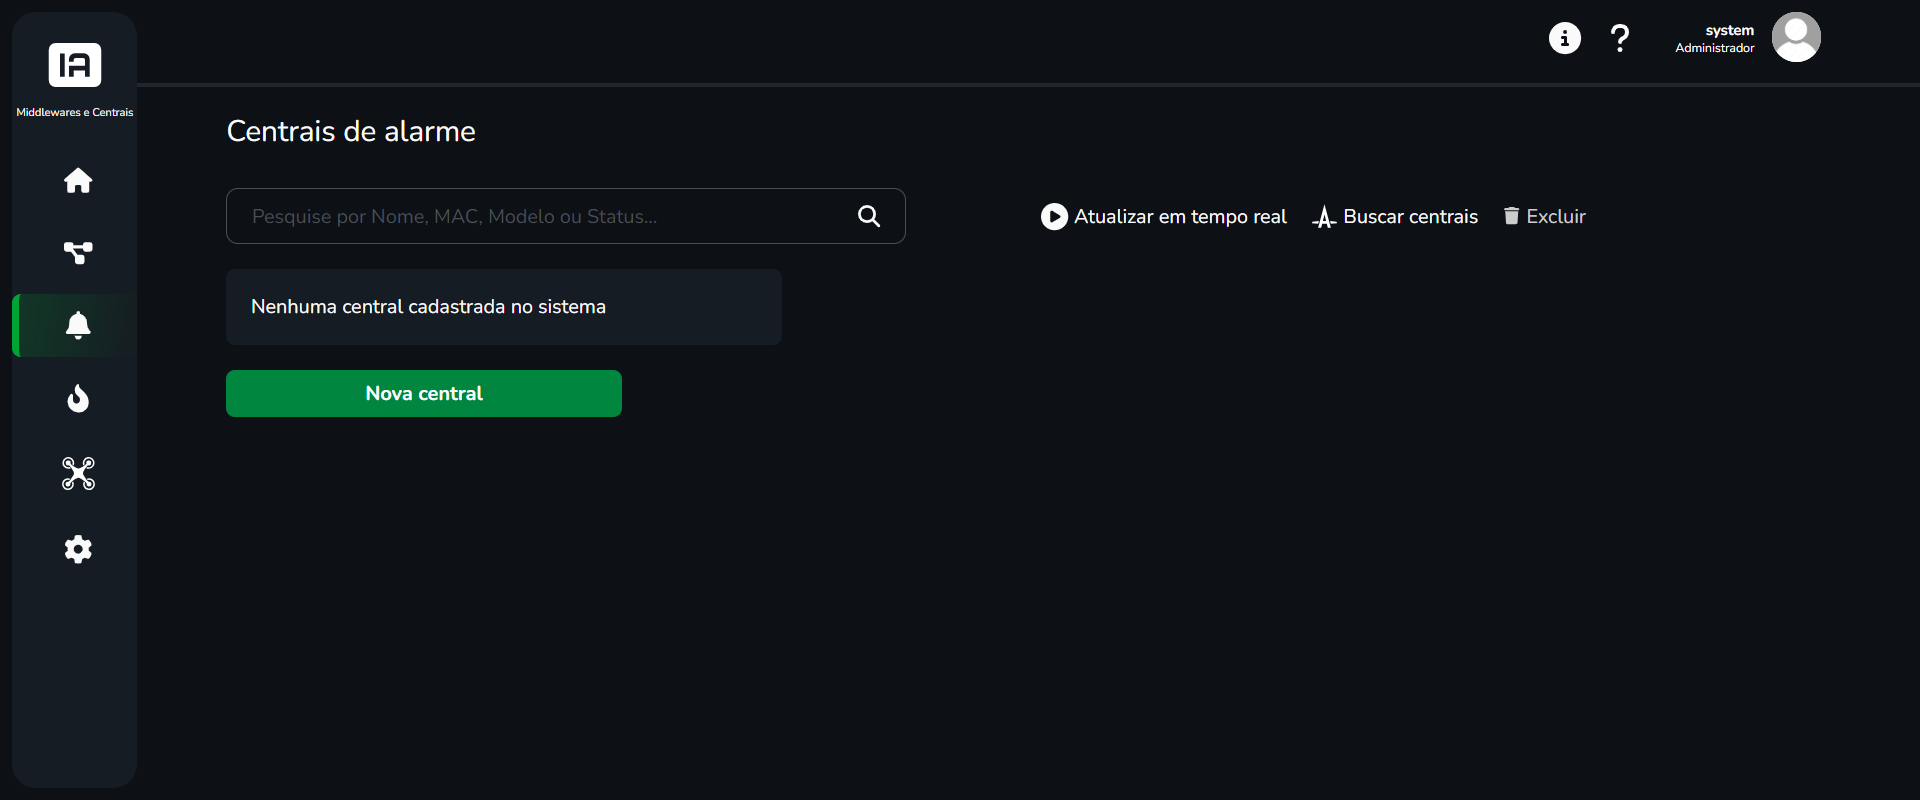 IA
Middlewares e Centrais
system
Administrador
Centrais de alarme
Pesquise por Nome, MAC, Modelo ou Status...
Atualizar em tempo real
Buscar centrais
Excluir
Nenhuma central cadastrada no sistema
Nova central